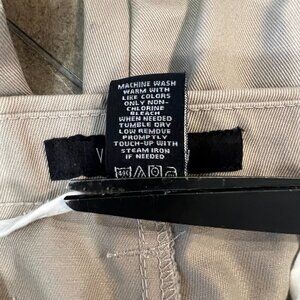 MACHINE WASH
WARM WITH
LIKE COLORS
ONLY NON-
CHLORINE
BLEACH
WHEN NEEDED
TUMBLE DRY
LOW REMOVE
PROMPTLY
TOUCH-UP WITH
STEAM IRON
IF NEEDED